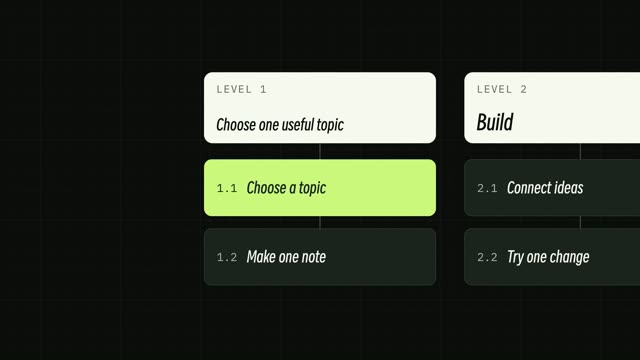 LEVEL 1
Choose one useful topic
1.1 Choose a topic
1.2 Make one note
LEVEL 2
Build
2.1 Connect ideas
2.2 Try one change